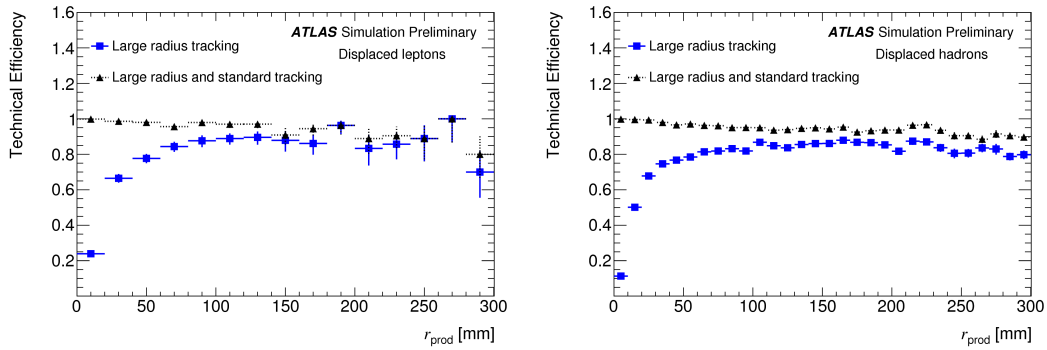 Technical Efficiency
1.6
1.4
1.2
1
0.8
0.6
0.4
0.2
ATLAS Simulation Preliminary
Displaced leptons
Large radius tracking
Large radius and standard tracking
0 50 100 150 200 250 300
r_prod [mm]
Technical Efficiency
1.6
1.4
1.2
1
0.8
0.6
0.4
0.2
ATLAS Simulation Preliminary
Displaced hadrons
Large radius tracking
Large radius and standard tracking
0 50 100 150 200 250 300
r_prod [mm]